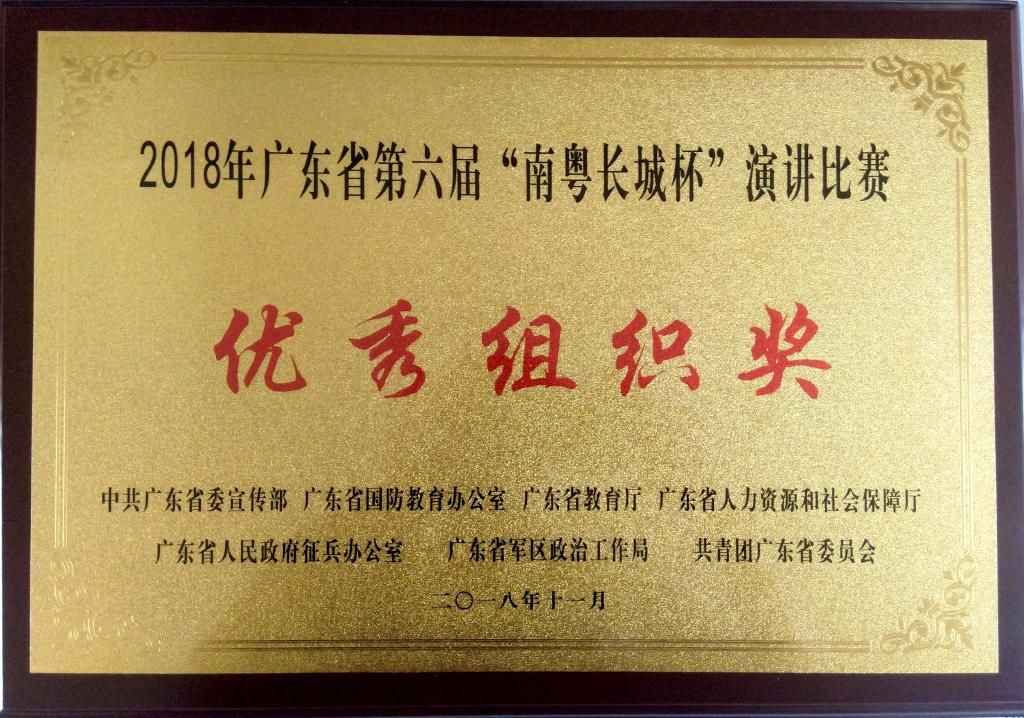 2018年广东省第六届“南粤长城杯”演讲比赛
优秀组织奖
中共广东省委宣传部 广东省国防教育办公室 广东省教育厅 广东省人力资源和社会保障厅
广东省人民政府征兵办公室 广东省军区政治工作局 共青团广东省委员会
二〇一八年十一月